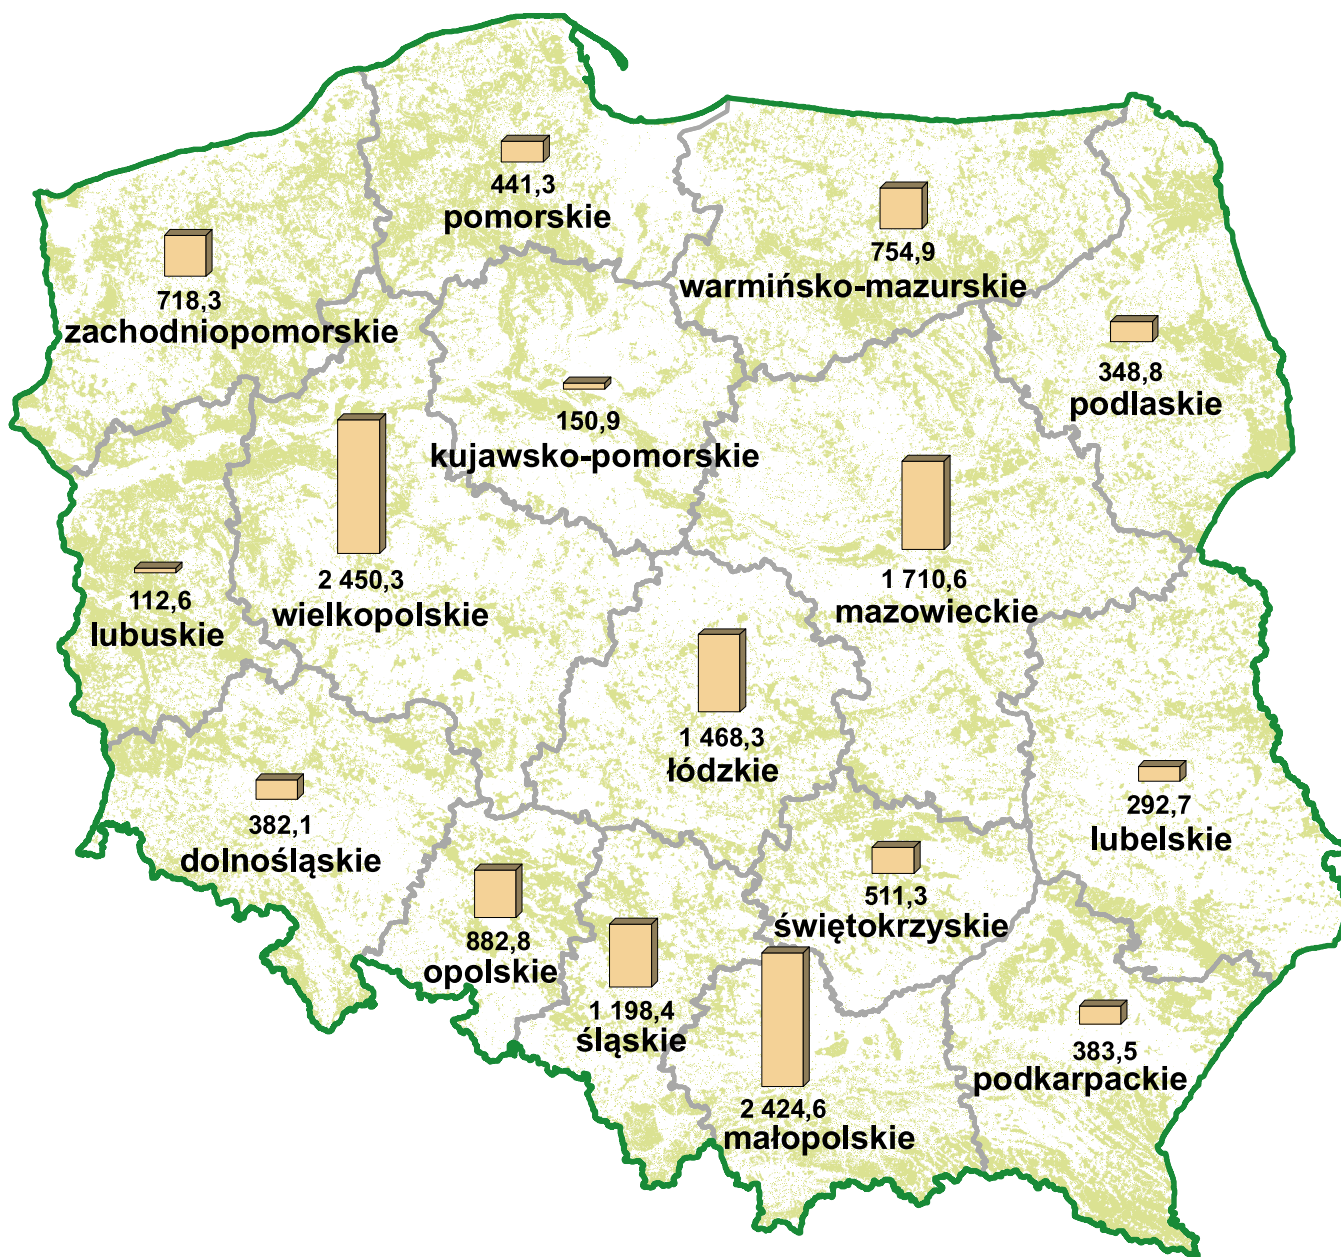 441,3
pomorskie
754,9
warmińsko-mazurskie
718,3
zachodniopomorskie
348,8
podlaskie
150,9
kujawsko-pomorskie
2 450,3
wielkopolskie
1 710,6
mazowieckie
112,6
lubuskie
1 468,3
łódzkie
382,1
dolnośląskie
292,7
lubelskie
511,3
świętokrzyskie
882,8
opolskie
1 198,4
śląskie
383,5
podkarpackie
2 424,6
małopolskie